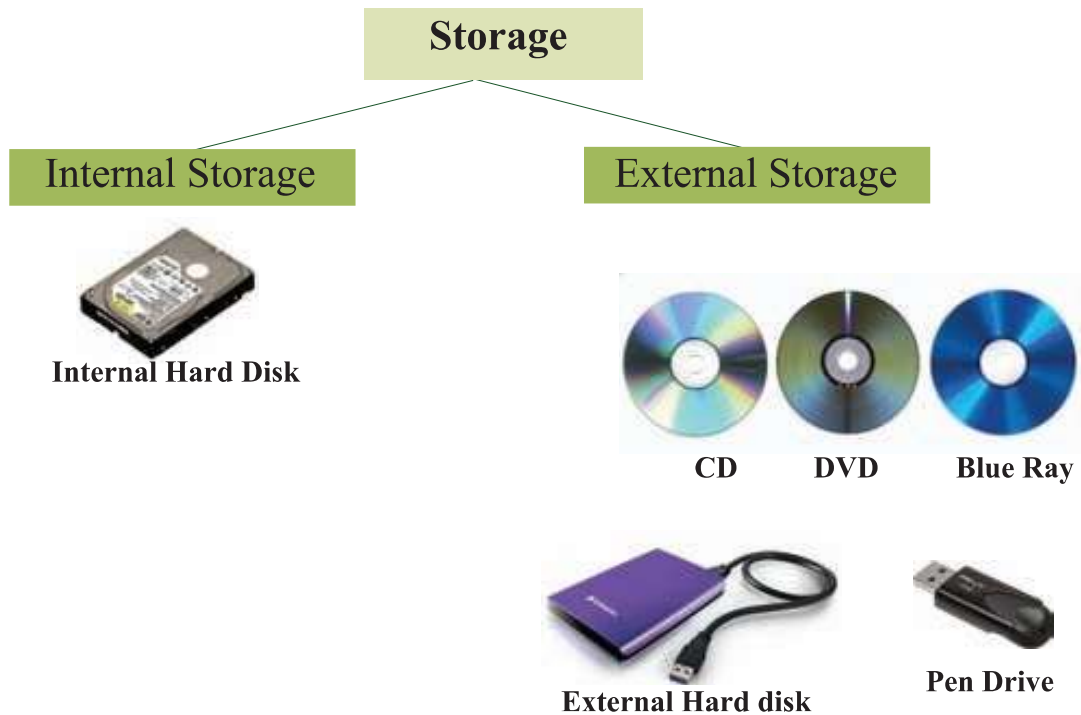 Storage
Internal Storage
External Storage
Internal Hard Disk
CD DVD Blue Ray
External Hard disk
Pen Drive